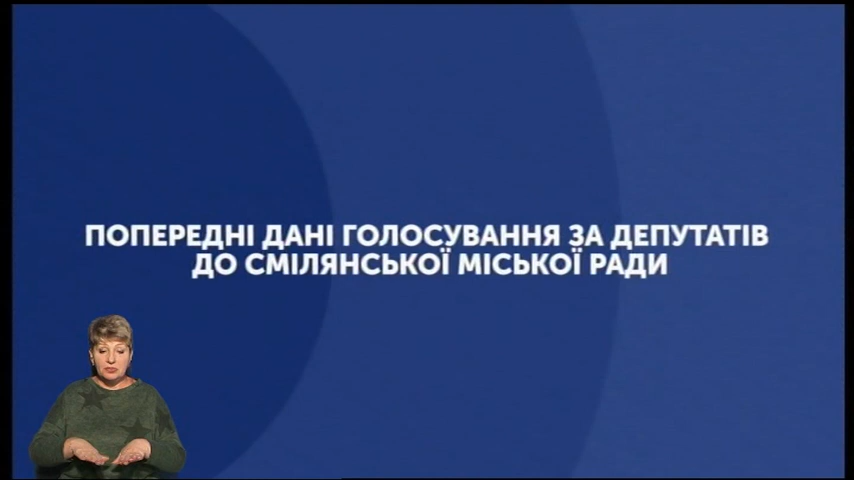 ПОПЕРЕДНІ ДАНІ ГОЛОСУВАННЯ ЗА ДЕПУТАТІВ
ДО СМІЛЯНСЬКОЇ МІСЬКОЇ РАДИ